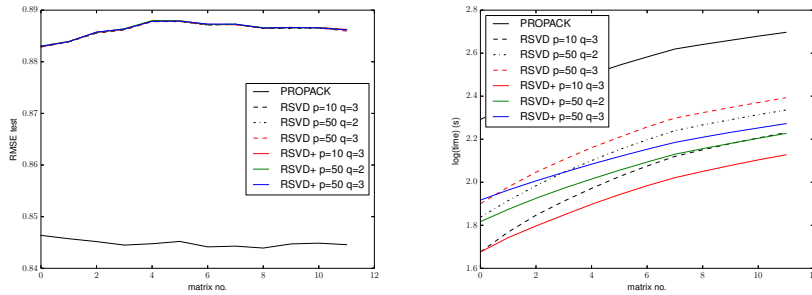 0.89
0.88
0.87
0.86
0.85
0.84
RMSE test
PROPACK
RSVD p=10 q=3
RSVD p=50 q=2
RSVD p=50 q=3
RSVD+ p=10 q=3
RSVD+ p=50 q=2
RSVD+ p=50 q=3
0 2 4 6 8 10 12
matrix no.
2.8
2.6
2.4
2.2
2.0
1.8
1.6
log(time) (s)
PROPACK
RSVD p=10 q=3
RSVD p=50 q=2
RSVD p=50 q=3
RSVD+ p=10 q=3
RSVD+ p=50 q=2
RSVD+ p=50 q=3
0 2 4 6 8 10 12
matrix no.